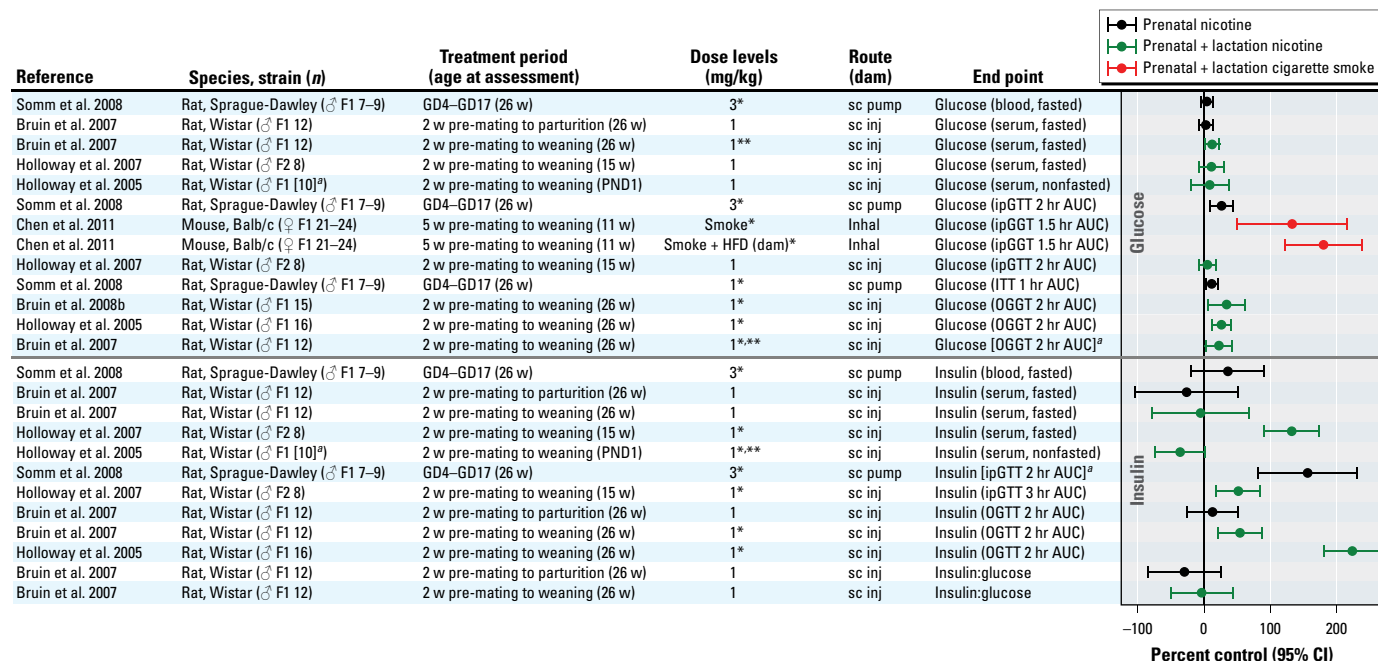 Prenatal nicotine
Prenatal + lactation nicotine
Prenatal + lactation cigarette smoke
Reference Species, strain (n) Treatment period (age at assessment) Dose levels (mg/kg) Route (dam) End point
Somm et al. 2008 Rat, Sprague-Dawley (♂ F1 7–9) GD4–GD17 (26 w) 3* sc pump Glucose (blood, fasted)
Bruin et al. 2007 Rat, Wistar (♂ F1 12) 2 w pre-mating to parturition (26 w) 1 sc inj Glucose (serum, fasted)
Bruin et al. 2007 Rat, Wistar (♂ F1 12) 2 w pre-mating to weaning (26 w) 1** sc inj Glucose (serum, fasted)
Holloway et al. 2007 Rat, Wistar (♂ F2 8) 2 w pre-mating to weaning (15 w) 1 sc inj Glucose (serum, fasted)
Holloway et al. 2005 Rat, Wistar (♂ F1 [10]a) 2 w pre-mating to weaning (PND1) 1 sc inj Glucose (serum, nonfasted)
Somm et al. 2008 Rat, Sprague-Dawley (♂ F1 7–9) GD4–GD17 (26 w) 3* sc pump Glucose (ipGTT 2 hr AUC)
Chen et al. 2011 Mouse, Balb/c (♀ F1 21–24) 5 w pre-mating to weaning (11 w) Smoke* Inhal Glucose (ipGGT 1.5 hr AUC)
Chen et al. 2011 Mouse, Balb/c (♀ F1 21–24) 5 w pre-mating to weaning (11 w) Smoke + HFD (dam)* Inhal Glucose (ipGGT 1.5 hr AUC)
Holloway et al. 2007 Rat, Wistar (♂ F2 8) 2 w pre-mating to weaning (15 w) 1 sc inj Glucose (ipGTT 2 hr AUC)
Somm et al. 2008 Rat, Sprague-Dawley (♂ F1 7–9) GD4–GD17 (26 w) 1* sc pump Glucose (ITT 1 hr AUC)
Bruin et al. 2008b Rat, Wistar (♂ F1 15) 2 w pre-mating to weaning (26 w) 1* sc inj Glucose (OGGT 2 hr AUC)
Holloway et al. 2005 Rat, Wistar (♂ F1 16) 2 w pre-mating to weaning (26 w) 1* sc inj Glucose (OGGT 2 hr AUC)
Bruin et al. 2007 Rat, Wistar (♂ F1 12) 2 w pre-mating to weaning (26 w) 1*,** sc inj Glucose [OGGT 2 hr AUC]a
Glucose
Somm et al. 2008 Rat, Sprague-Dawley (♂ F1 7–9) GD4–GD17 (26 w) 3* sc pump Insulin (blood, fasted)
Bruin et al. 2007 Rat, Wistar (♂ F1 12) 2 w pre-mating to parturition (26 w) 1 sc inj Insulin (serum, fasted)
Bruin et al. 2007 Rat, Wistar (♂ F1 12) 2 w pre-mating to weaning (26 w) 1 sc inj Insulin (serum, fasted)
Holloway et al. 2007 Rat, Wistar (♂ F2 8) 2 w pre-mating to weaning (15 w) 1* sc inj Insulin (serum, fasted)
Holloway et al. 2005 Rat, Wistar (♂ F1 [10]a) 2 w pre-mating to weaning (PND1) 1*,** sc inj Insulin (serum, nonfasted)
Somm et al. 2008 Rat, Sprague-Dawley (♂ F1 7–9) GD4–GD17 (26 w) 3* sc pump Insulin [ipGTT 2 hr AUC]a
Holloway et al. 2007 Rat, Wistar (♂ F2 8) 2 w pre-mating to weaning (15 w) 1* sc inj Insulin (ipGTT 3 hr AUC)
Bruin et al. 2007 Rat, Wistar (♂ F1 12) 2 w pre-mating to parturition (26 w) 1 sc inj Insulin (OGTT 2 hr AUC)
Bruin et al. 2007 Rat, Wistar (♂ F1 12) 2 w pre-mating to weaning (26 w) 1* sc inj Insulin (OGTT 2 hr AUC)
Holloway et al. 2005 Rat, Wistar (♂ F1 16) 2 w pre-mating to weaning (26 w) 1* sc inj Insulin (OGTT 2 hr AUC)
Bruin et al. 2007 Rat, Wistar (♂ F1 12) 2 w pre-mating to parturition (26 w) 1 sc inj Insulin:glucose
Bruin et al. 2007 Rat, Wistar (♂ F1 12) 2 w pre-mating to weaning (26 w) 1 sc inj Insulin:glucose
Insulin
–100 0 100 200
Percent control (95% CI)